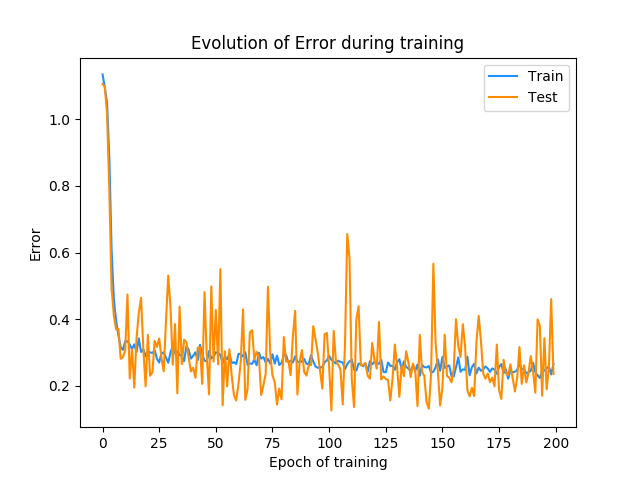 Evolution of Error during training
Train
Test
1.0
0.8
0.6
0.4
0.2
Error
0 25 50 75 100 125 150 175 200
Epoch of training